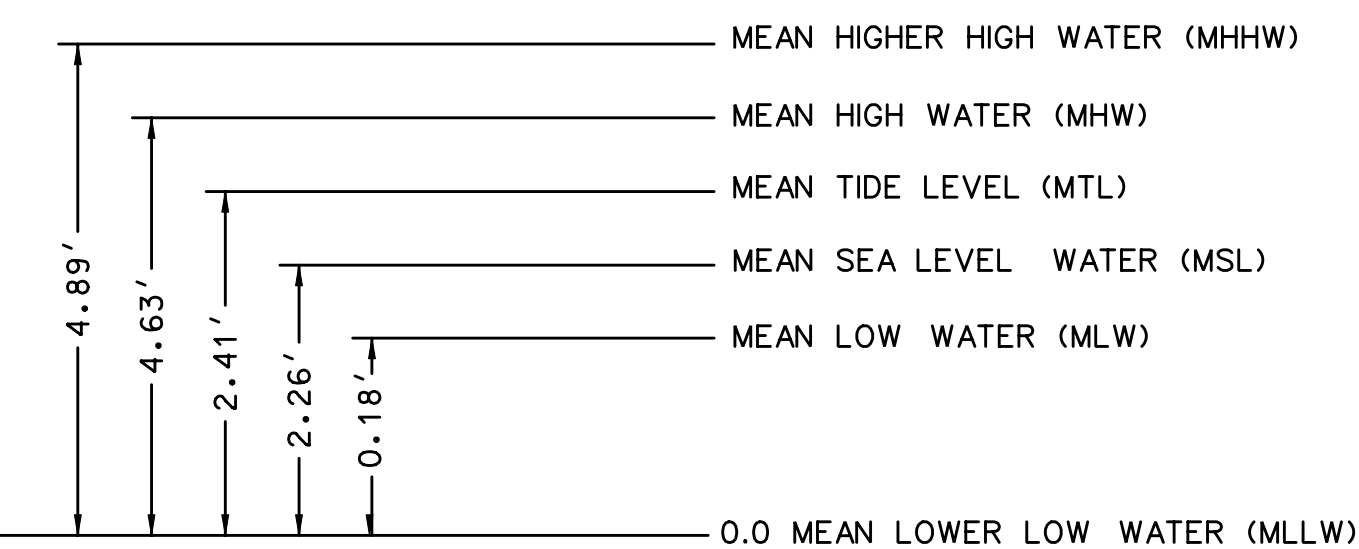 MEAN HIGHER HIGH WATER (MHHW)
MEAN HIGH WATER (MHW)
MEAN TIDE LEVEL (MTL)
MEAN SEA LEVEL WATER (MSL)
MEAN LOW WATER (MLW)
0.0 MEAN LOWER LOW WATER (MLLW)
4.89'
4.63'
2.41'
2.26'
0.18'